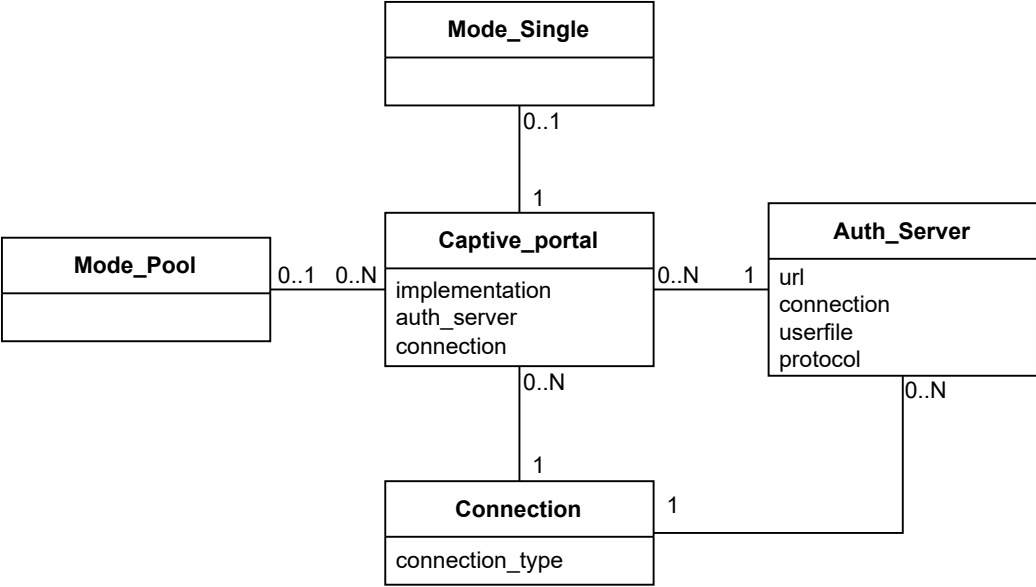 Mode_Single
0..1
1
Captive_portal
implementation
auth_server
connection
Mode_Pool
0..1 0..N
0..N 1
Auth_Server
url
connection
userfile
protocol
0..N
0..N
1
1
Connection
connection_type